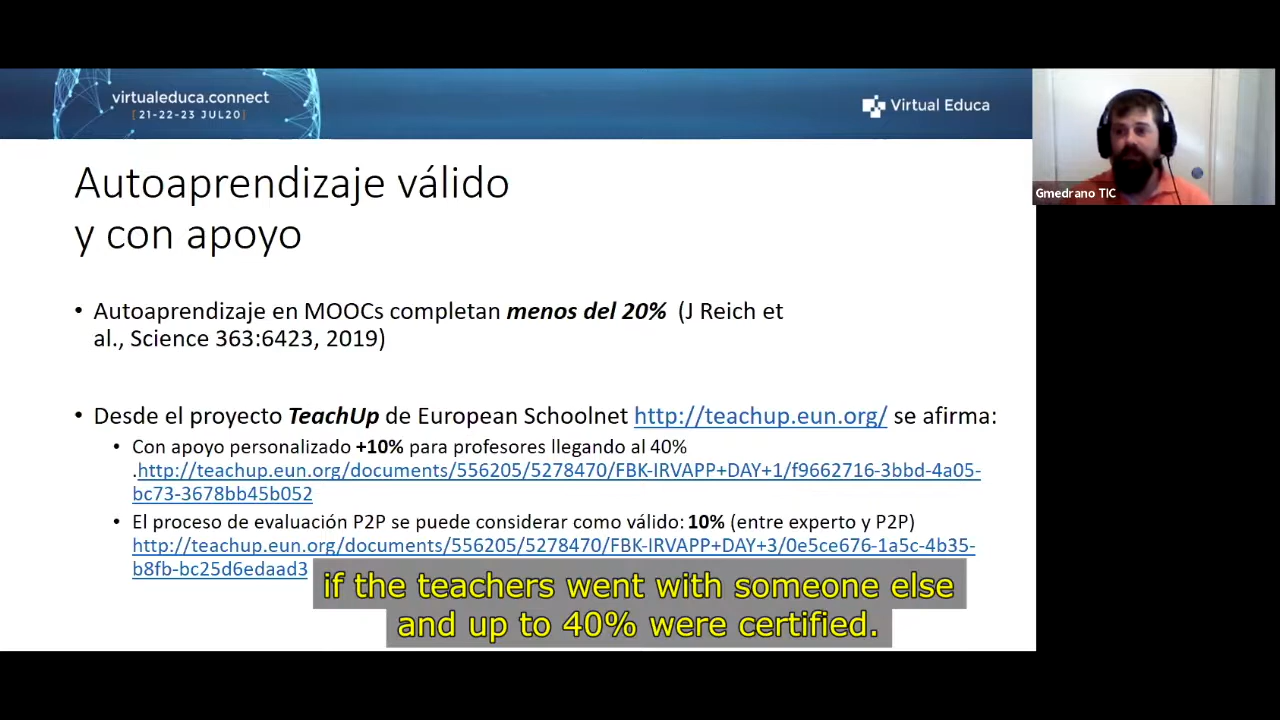 virtualeduca.connect
[21-22-23 JUL20]
Virtual Educa
Gmedrano TIC
Autoaprendizaje válido
y con apoyo
• Autoaprendizaje en MOOCs completan menos del 20% (J Reich et
al., Science 363:6423, 2019)
• Desde el proyecto TeachUp de European Schoolnet http://teachup.eun.org/ se afirma:
• Con apoyo personalizado +10% para profesores llegando al 40%
.http://teachup.eun.org/documents/556205/5278470/FBK-IRVAPP+DAY+1/f9662716-3bbd-4a05-
bc73-3678bb45b052
• El proceso de evaluación P2P se puede considerar como válido: 10% (entre experto y P2P)
http://teachup.eun.org/documents/556205/5278470/FBK-IRVAPP+DAY+3/0e5ce676-1a5c-4b35-
b8fb-bc25d6edaad3
if the teachers went with someone else
and up to 40% were certified.